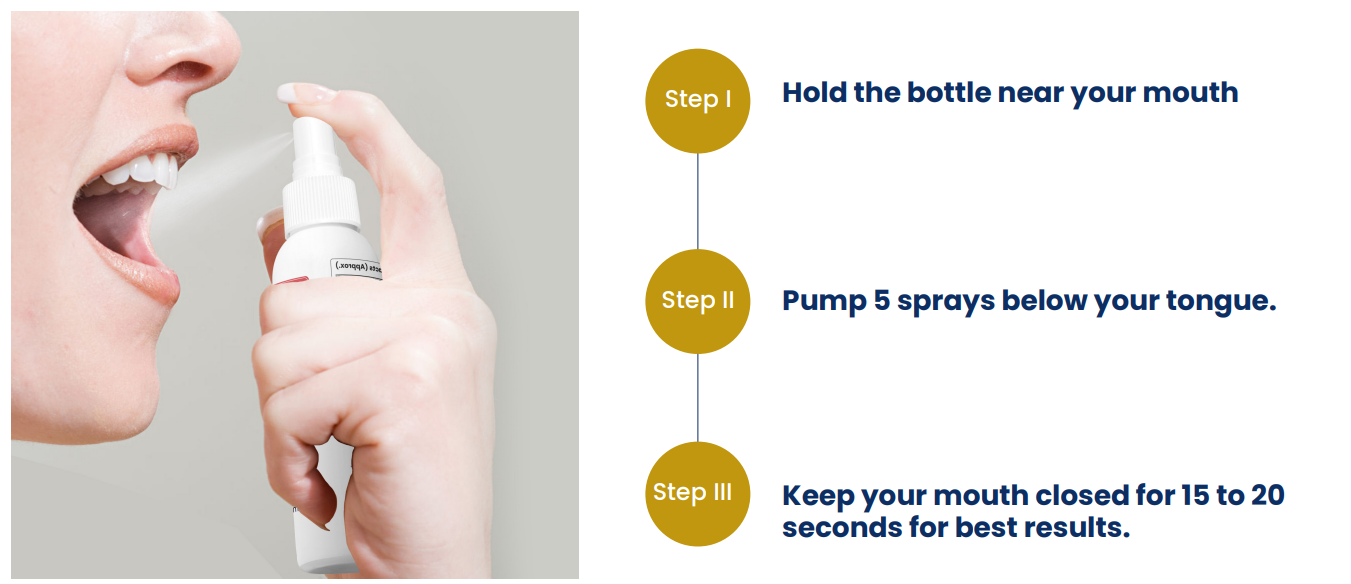 Step I
Hold the bottle near your mouth
Step II
Pump 5 sprays below your tongue.
Step III
Keep your mouth closed for 15 to 20
seconds for best results.
(Approx.)